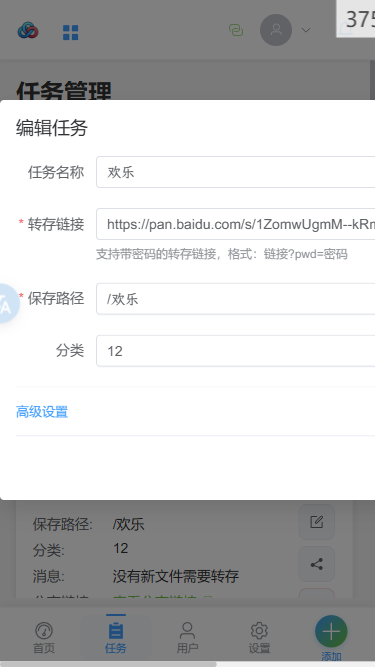 375
任务管理
编辑任务
任务名称 欢乐
* 转存链接 https://pan.baidu.com/s/1ZomwUgmM--kRm
支持带密码的转存链接，格式：链接?pwd=密码
* 保存路径 /欢乐
分类 12
高级设置
保存路径: /欢乐
分类: 12
消息: 没有新文件需要转存
首页 任务 用户 设置 添加